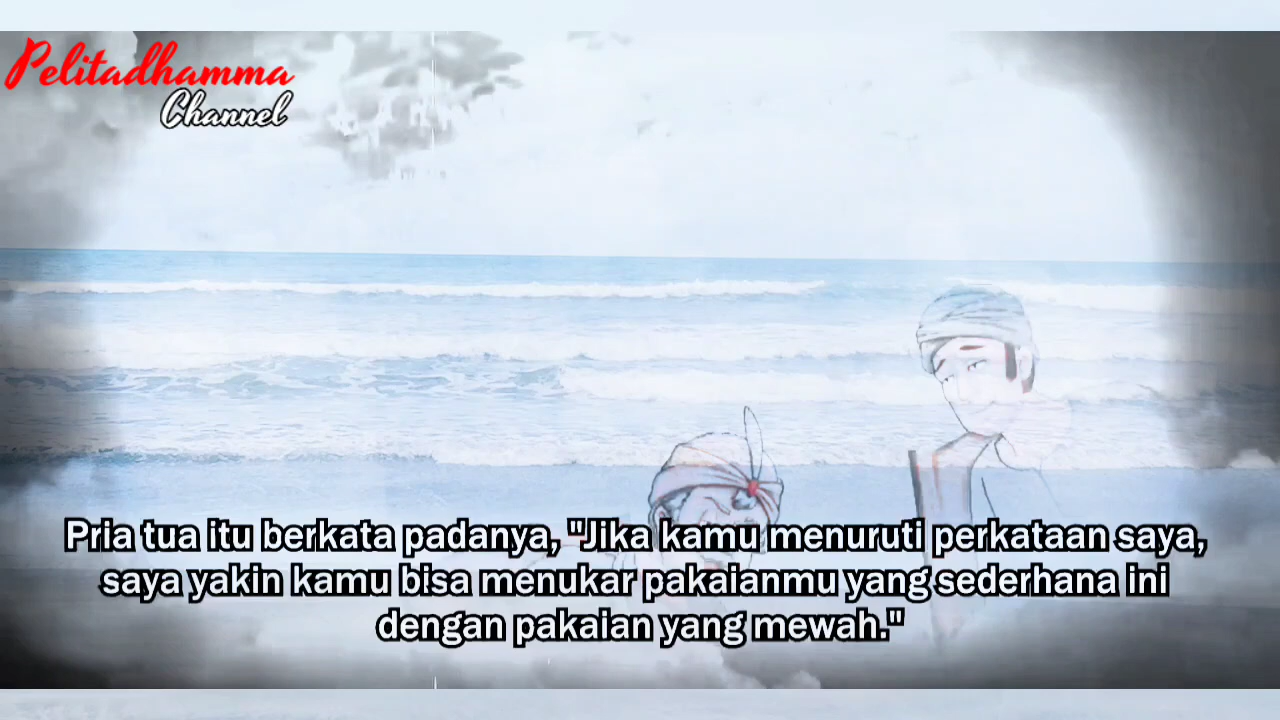 Pelitadhamma
Channel
Pria tua itu berkata padanya, "Jika kamu menuruti perkataan saya,
saya yakin kamu bisa menukar pakaianmu yang sederhana ini
dengan pakaian yang mewah."